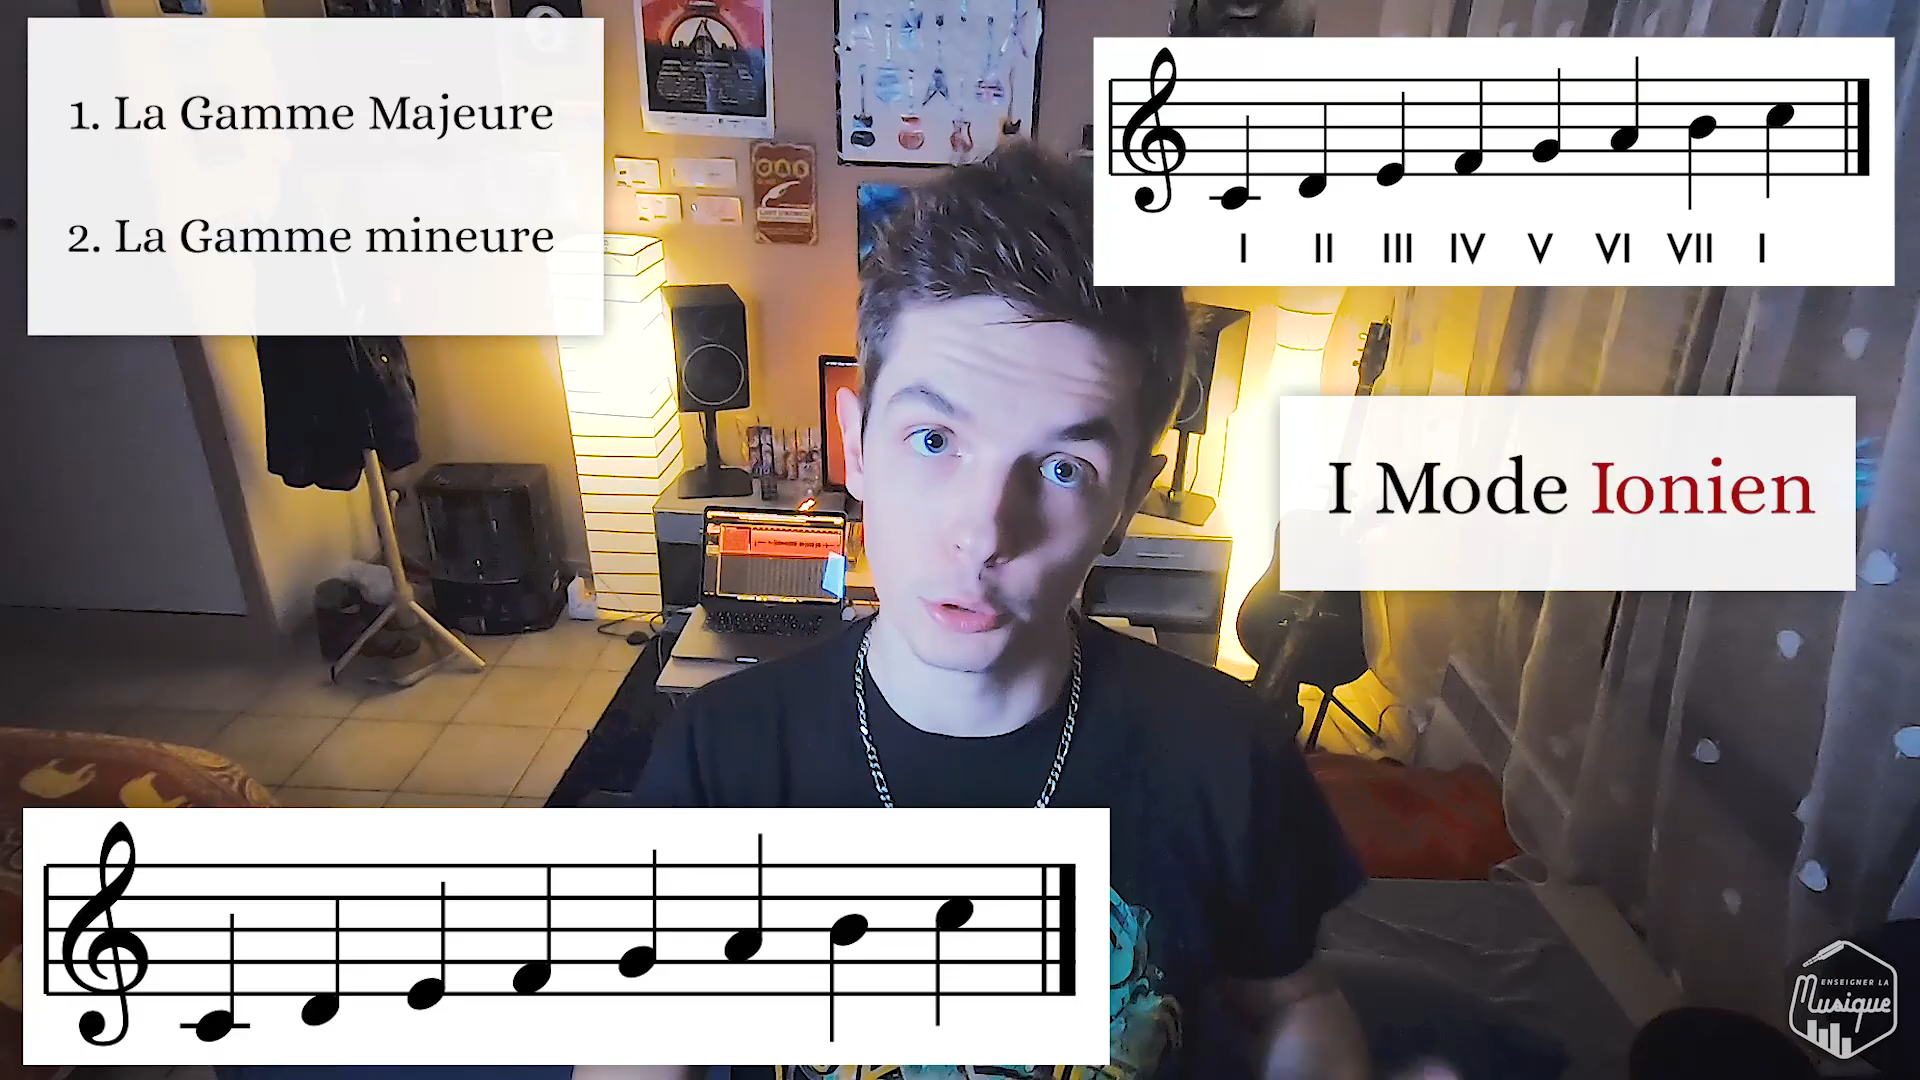 1. La Gamme Majeure
2. La Gamme mineure
I II III IV V VI VII I
I Mode Ionien
ENSEIGNER LA
Musique